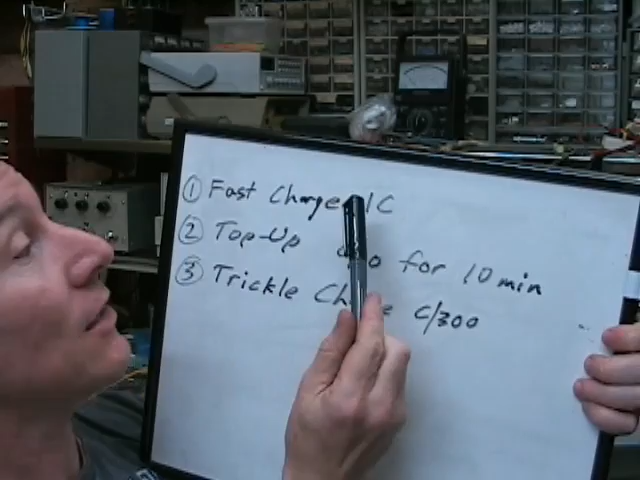 ① Fast Charge 1C
② Top-Up for 10 min
③ Trickle C/300